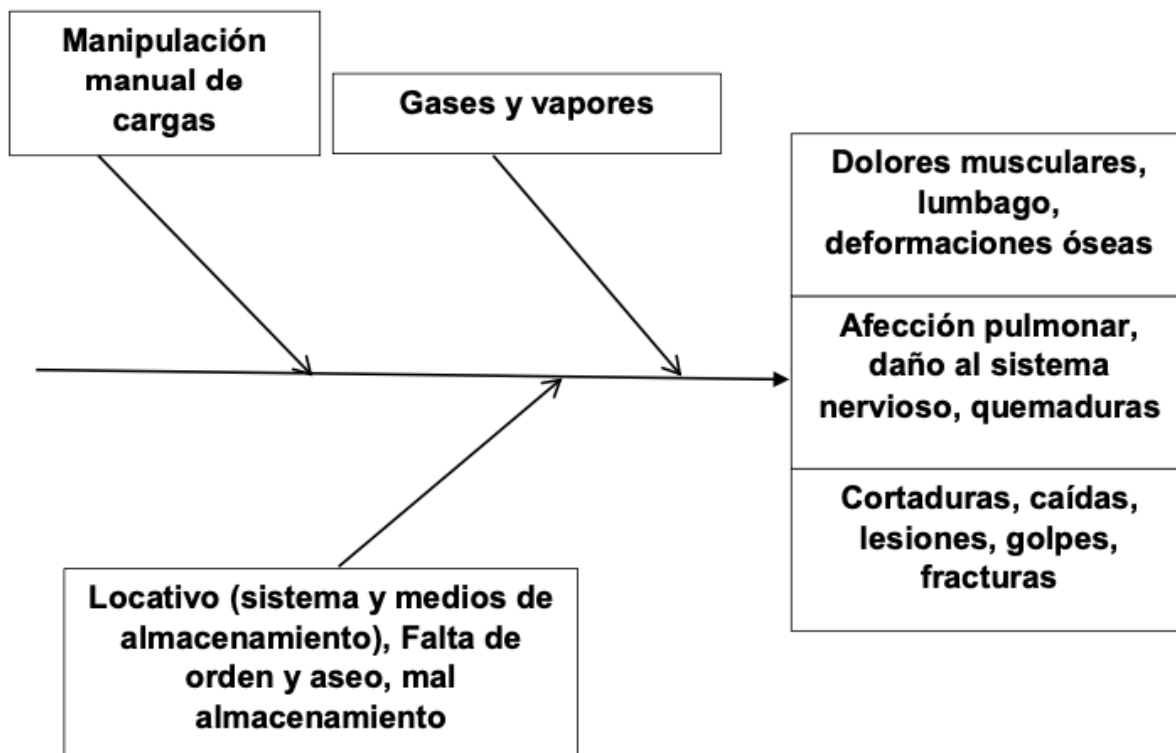 Manipulación
manual de
cargas
Gases y vapores
Dolores musculares,
lumbago,
deformaciones óseas
Afección pulmonar,
daño al sistema
nervioso, quemaduras
Cortaduras, caídas,
lesiones, golpes,
fracturas
Locativo (sistema y medios de
almacenamiento), Falta de
orden y aseo, mal
almacenamiento